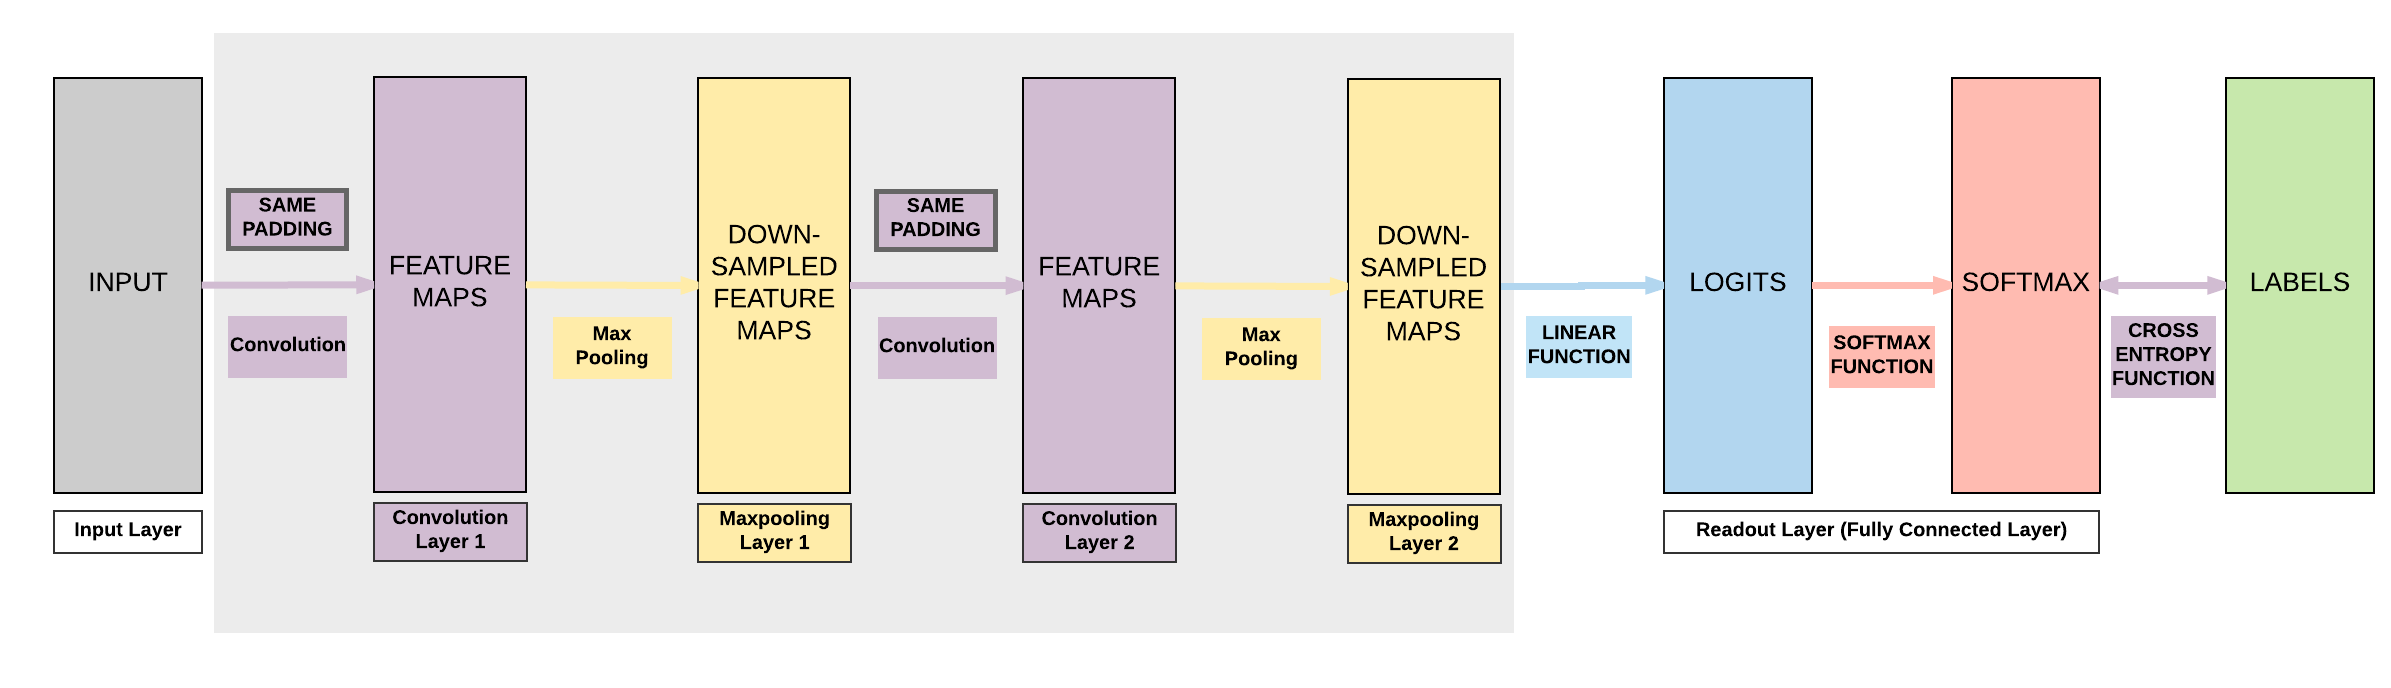 INPUT
Input Layer
SAME
PADDING
Convolution
FEATURE
MAPS
Convolution
Layer 1
Max
Pooling
DOWN-
SAMPLED
FEATURE
MAPS
Maxpooling
Layer 1
SAME
PADDING
Convolution
FEATURE
MAPS
Convolution
Layer 2
Max
Pooling
DOWN-
SAMPLED
FEATURE
MAPS
Maxpooling
Layer 2
LINEAR
FUNCTION
LOGITS
SOFTMAX
FUNCTION
SOFTMAX
Readout Layer (Fully Connected Layer)
CROSS
ENTROPY
FUNCTION
LABELS